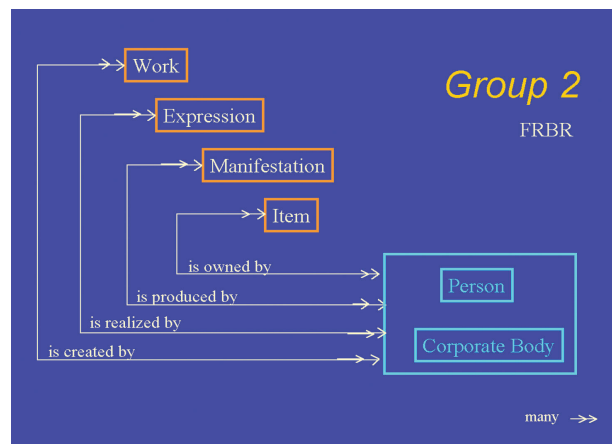 Work
Group 2
Expression
FRBR
Manifestation
Item
is owned by
Person
is produced by
is realized by
Corporate Body
is created by
many